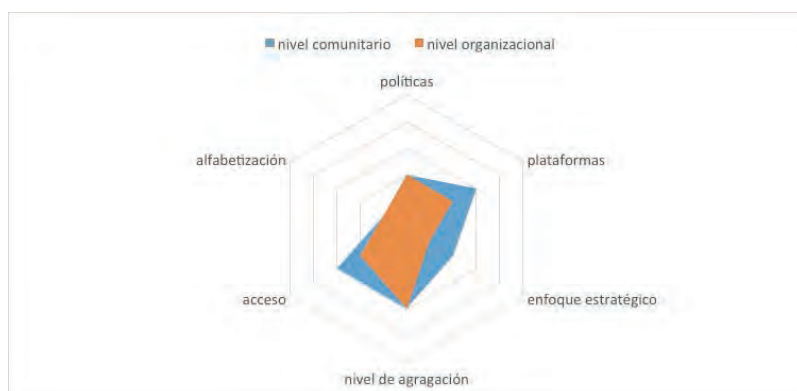 nivel comunitario nivel organizacional
políticas
alfabetización plataformas
acceso enfoque estratégico
nivel de agragación